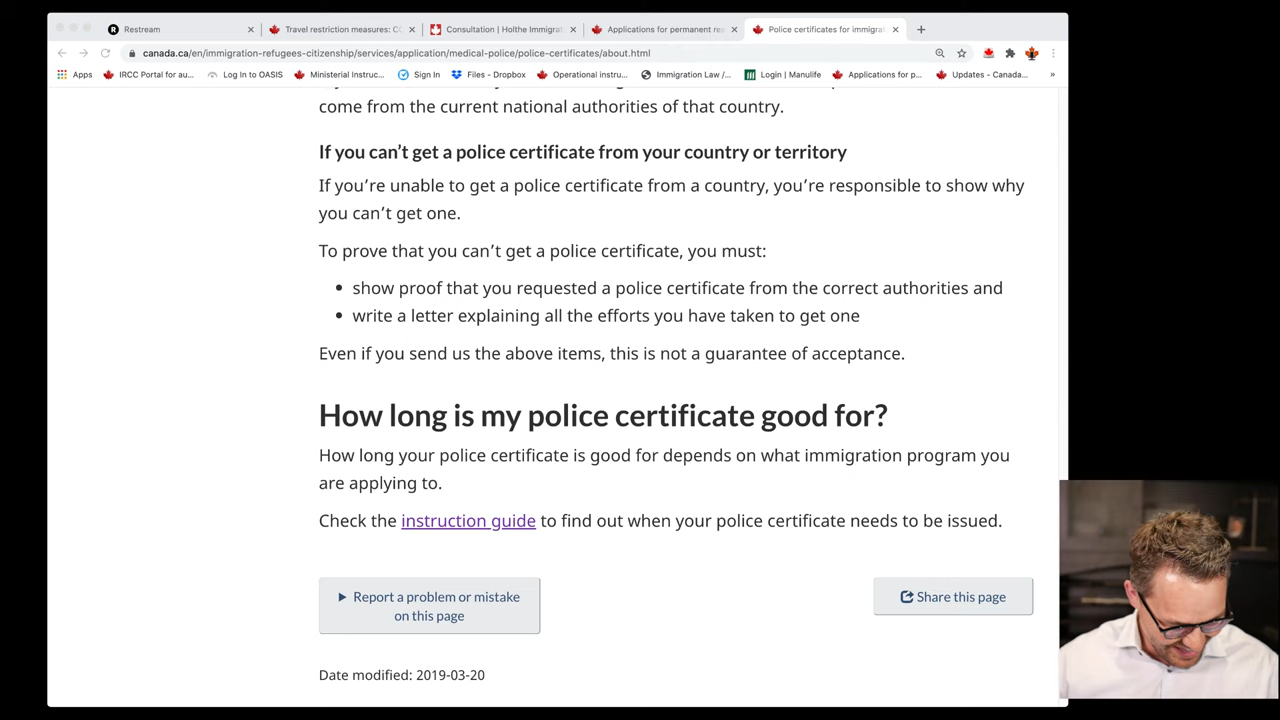 Restream
Travel restriction measures: CO
Consultation | Holthe Immigrat
Applications for permanent re
Police certificates for immigra
canada.ca/en/immigration-refugees-citizenship/services/application/medical-police/police-certificates/about.html
Apps
IRCC Portal for au...
Log In to OASIS
Ministerial Instruc...
Sign In
Files - Dropbox
Operational instru...
Immigration Law /...
Login | Manulife
Applications for p...
Updates - Canada...
»
come from the current national authorities of that country.
If you can’t get a police certificate from your country or territory
If you’re unable to get a police certificate from a country, you’re responsible to show why
you can’t get one.
To prove that you can’t get a police certificate, you must:
• show proof that you requested a police certificate from the correct authorities and
• write a letter explaining all the efforts you have taken to get one
Even if you send us the above items, this is not a guarantee of acceptance.
How long is my police certificate good for?
How long your police certificate is good for depends on what immigration program you
are applying to.
Check the instruction guide to find out when your police certificate needs to be issued.
Report a problem or mistake
on this page
Share this page
Date modified: 2019-03-20